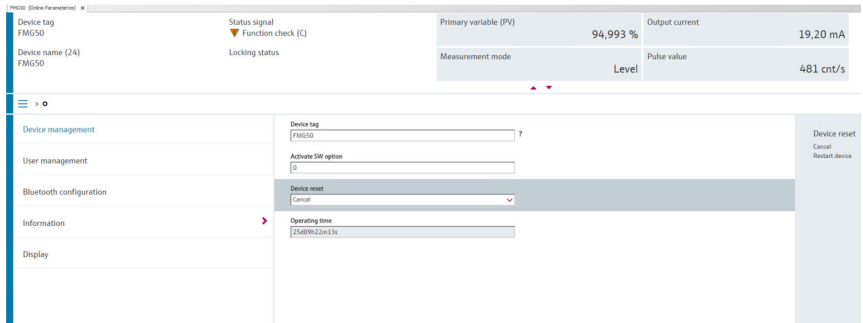 FMG50 (Online Parameterize) ×
Device tag
FMG50
Status signal
Function check (C)
Primary variable (PV)
94,993 %
Output current
19,20 mA
Device name (24)
FMG50
Locking status
Measurement mode
Level
Pulse value
481 cnt/s
>
Device management
User management
Bluetooth configuration
Information
Display
Device tag
FMG50
?
Activate SW option
0
Device reset
Cancel
Operating time
25d09h22m13s
Device reset
Cancel
Restart device